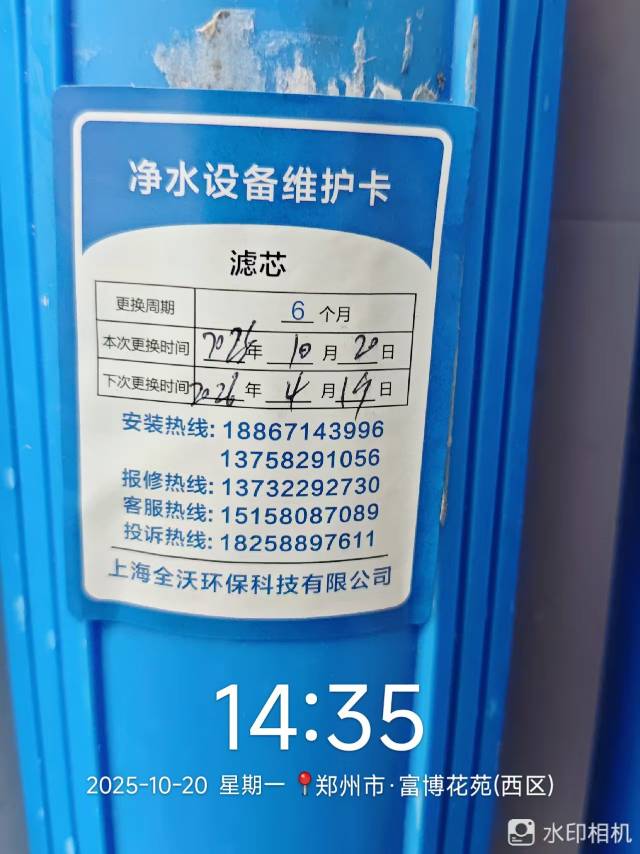 净水设备维护卡
滤芯
更换周期 6 个月
本次更换时间 2025年 10 月 20 日
下次更换时间 2026 年 4 月 19 日
安装热线: 18867143996
13758291056
报修热线: 13732292730
客服热线: 15158087089
投诉热线: 18258897611
上海全沃环保科技有限公司
14:35
2025-10-20 星期一 郑州市·富博花苑(西区)
水印相机